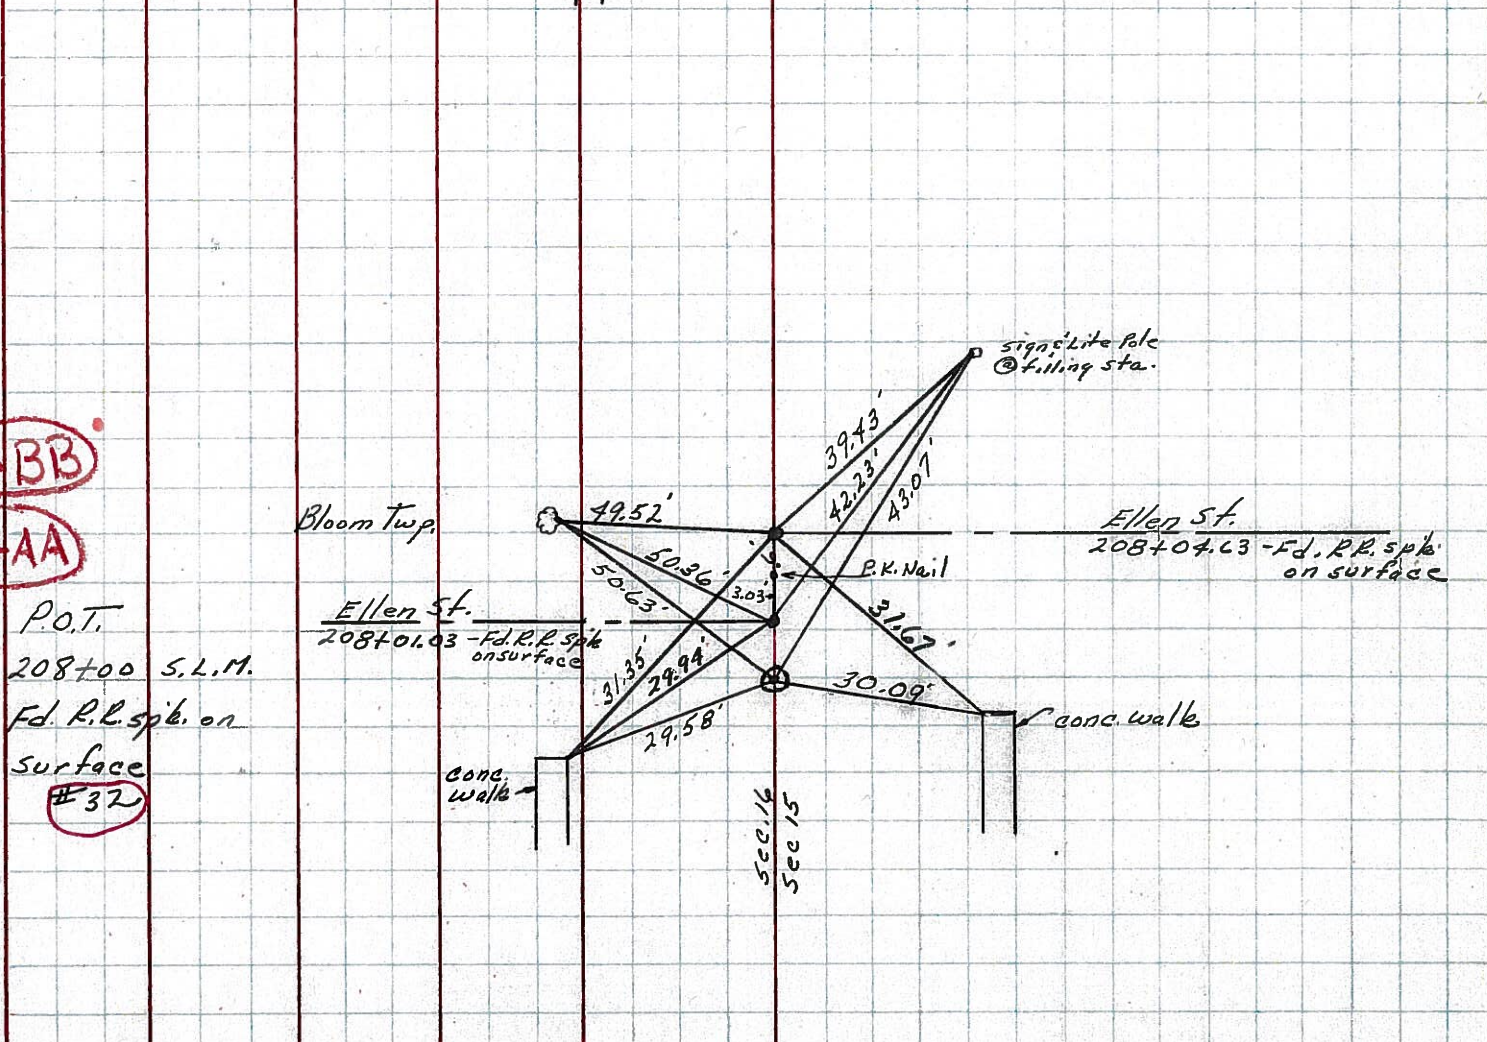 Sign & Lite Pole
@ filling sta.
39.43'
42.23'
43.07'
BB
AA
Bloom Twp.
49.52'
50.36'
50.63'
Ellen St.
208+04.63 -Fd. R.R. spk.
on surface
P.K. Nail
3.03'
Ellen St.
208+01.03 -Fd. R.R. spk
on surface
P.O.T.
208+00 S.L.M.
Fd. R.R. spk. on
surface
#32
31.35'
29.94'
29.58'
31.67'
30.09'
conc. walk
conc.
walk
Sec. 16
Sec 15